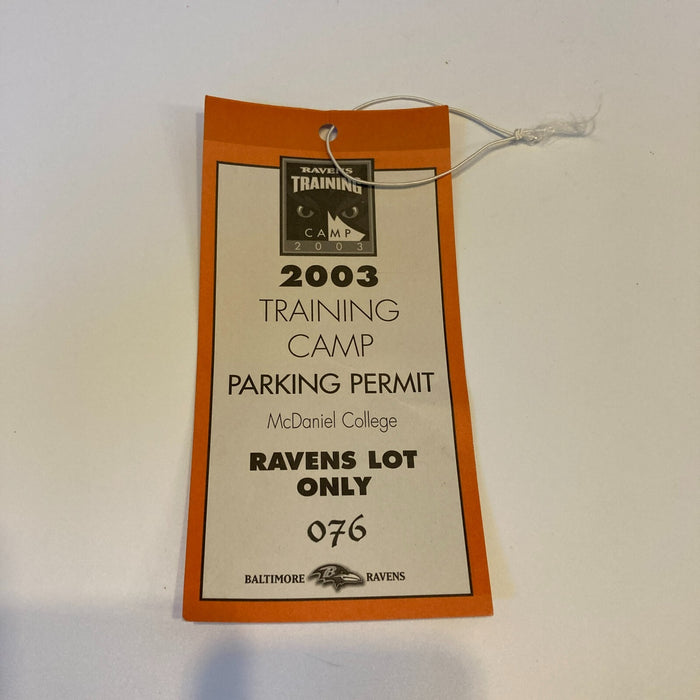 RAVENS
TRAINING
CAMP
2003
2003
TRAINING
CAMP
PARKING PERMIT
McDaniel College
RAVENS LOT
ONLY
076
BALTIMORE B RAVENS